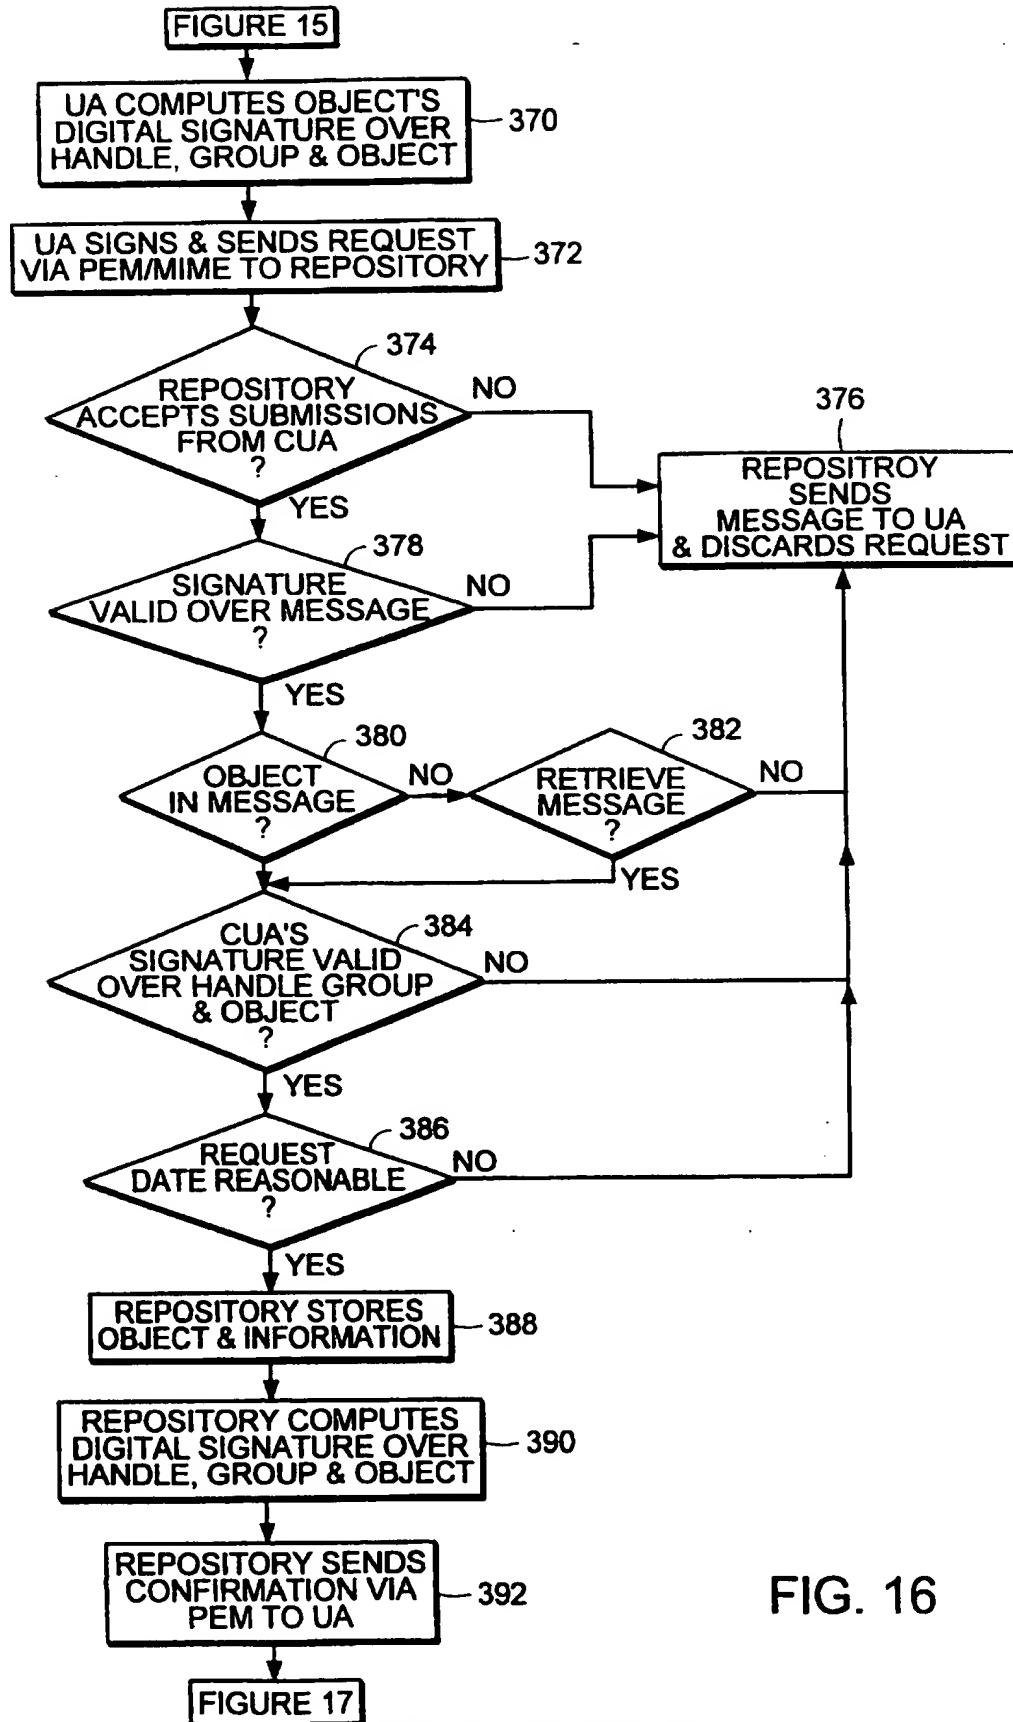 FIGURE 15
UA COMPUTES OBJECT'S
DIGITAL SIGNATURE OVER
HANDLE, GROUP & OBJECT
370
UA SIGNS & SENDS REQUEST
VIA PEM/MIME TO REPOSITORY
372
374
REPOSITORY
ACCEPTS SUBMISSIONS
FROM CUA
?
NO
YES
376
REPOSITROY
SENDS
MESSAGE TO UA
& DISCARDS REQUEST
378
SIGNATURE
VALID OVER MESSAGE
?
NO
YES
380
OBJECT
IN MESSAGE
?
NO
382
RETRIEVE
MESSAGE
?
NO
YES
384
CUA'S
SIGNATURE VALID
OVER HANDLE GROUP
& OBJECT
?
NO
YES
386
REQUEST
DATE REASONABLE
?
NO
YES
REPOSITORY STORES
OBJECT & INFORMATION
388
REPOSITORY COMPUTES
DIGITAL SIGNATURE OVER
HANDLE, GROUP & OBJECT
390
REPOSITORY SENDS
CONFIRMATION VIA
PEM TO UA
392
FIGURE 17
FIG. 16